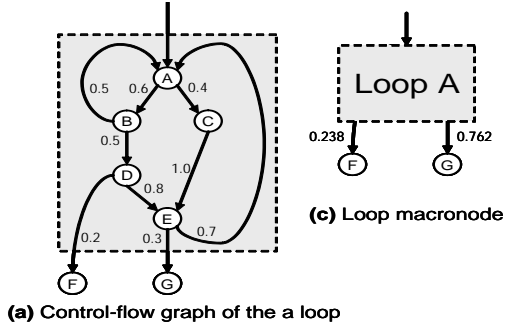 A
0.5
0.6
0.4
B
C
0.5
1.0
D
0.8
E
0.2
0.3
0.7
F
G
(a) Control-flow graph of the a loop
Loop A
0.238
0.762
F
G
(c) Loop macronode